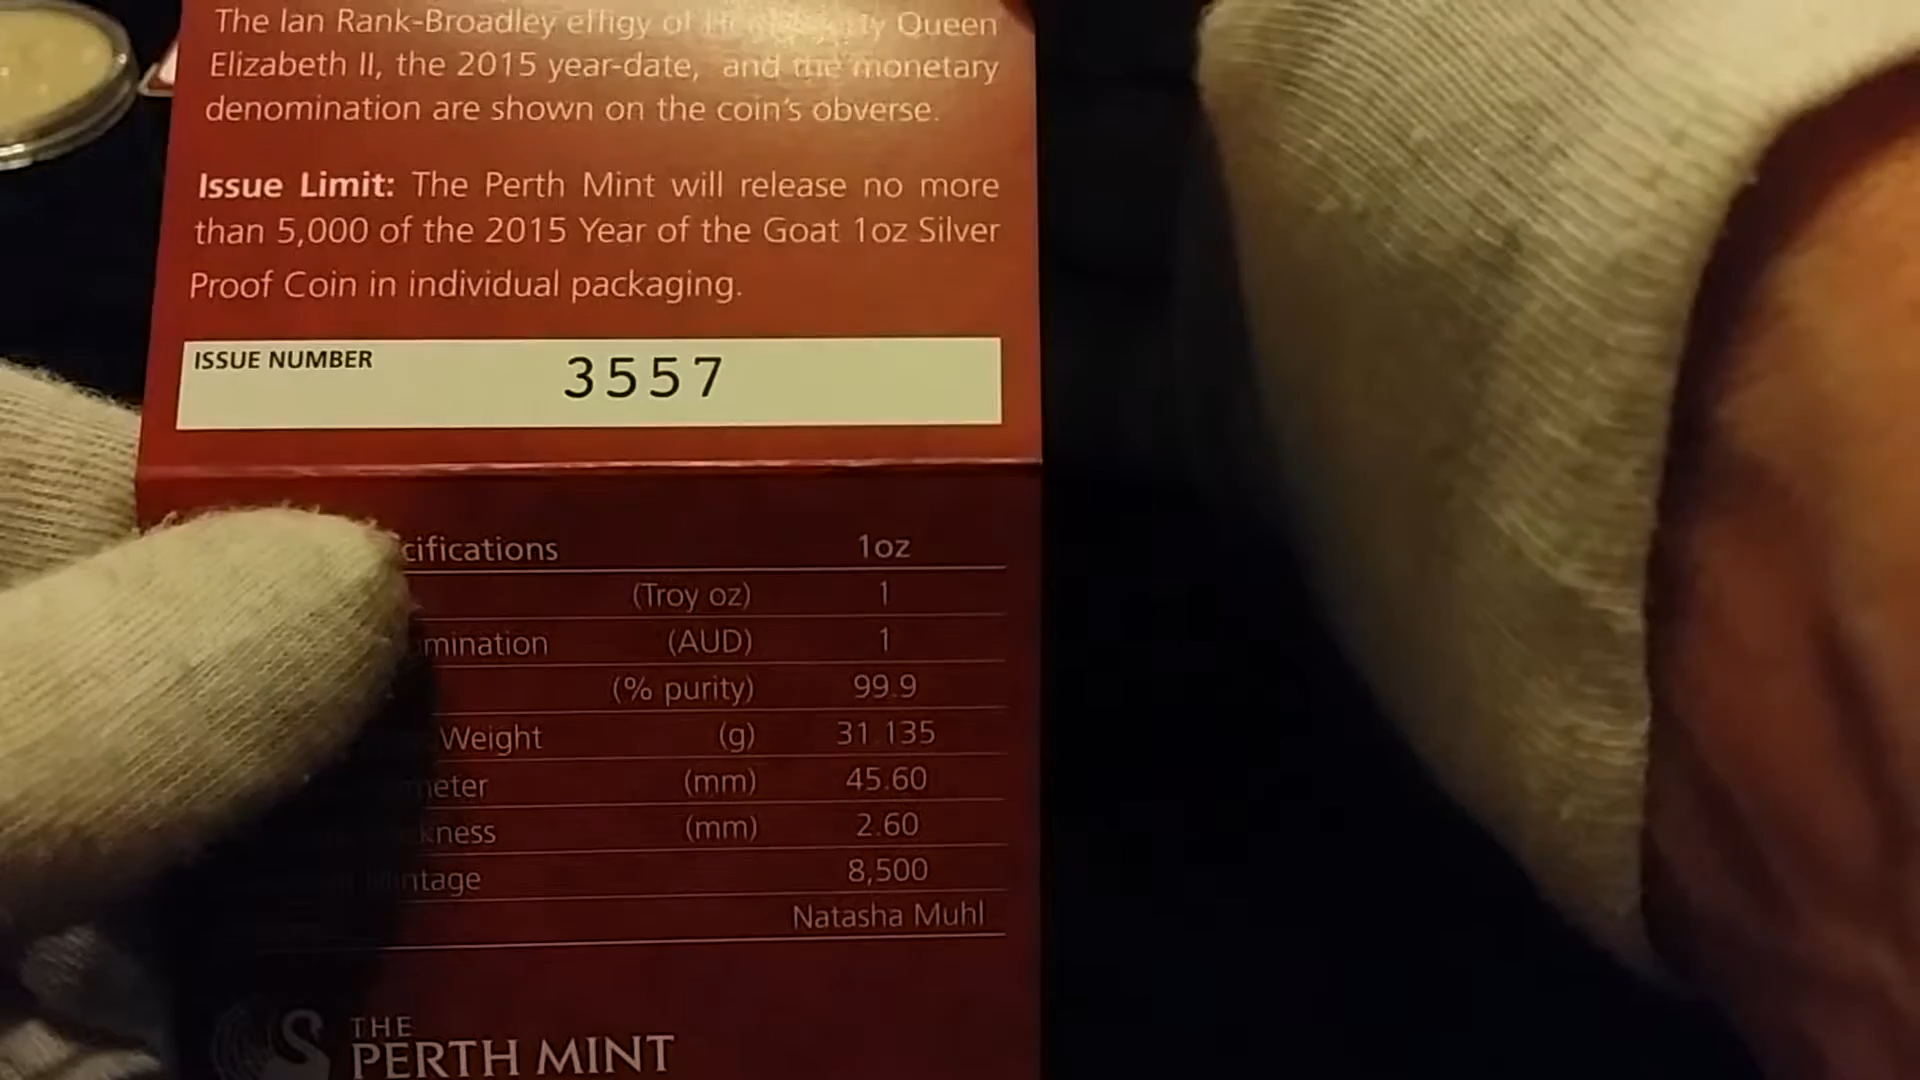 The Ian Rank-Broadley effigy of Her Majesty Queen
Elizabeth II, the 2015 year-date, and the monetary
denomination are shown on the coin's obverse.
Issue Limit: The Perth Mint will release no more
than 5,000 of the 2015 Year of the Goat 1oz Silver
Proof Coin in individual packaging.
ISSUE NUMBER 3557
cifications 1oz
(Troy oz) 1
mination (AUD) 1
(% purity) 99.9
Weight (g) 31.135
meter (mm) 45.60
kness (mm) 2.60
ntage 8,500
Natasha Muhl
THE
PERTH MINT